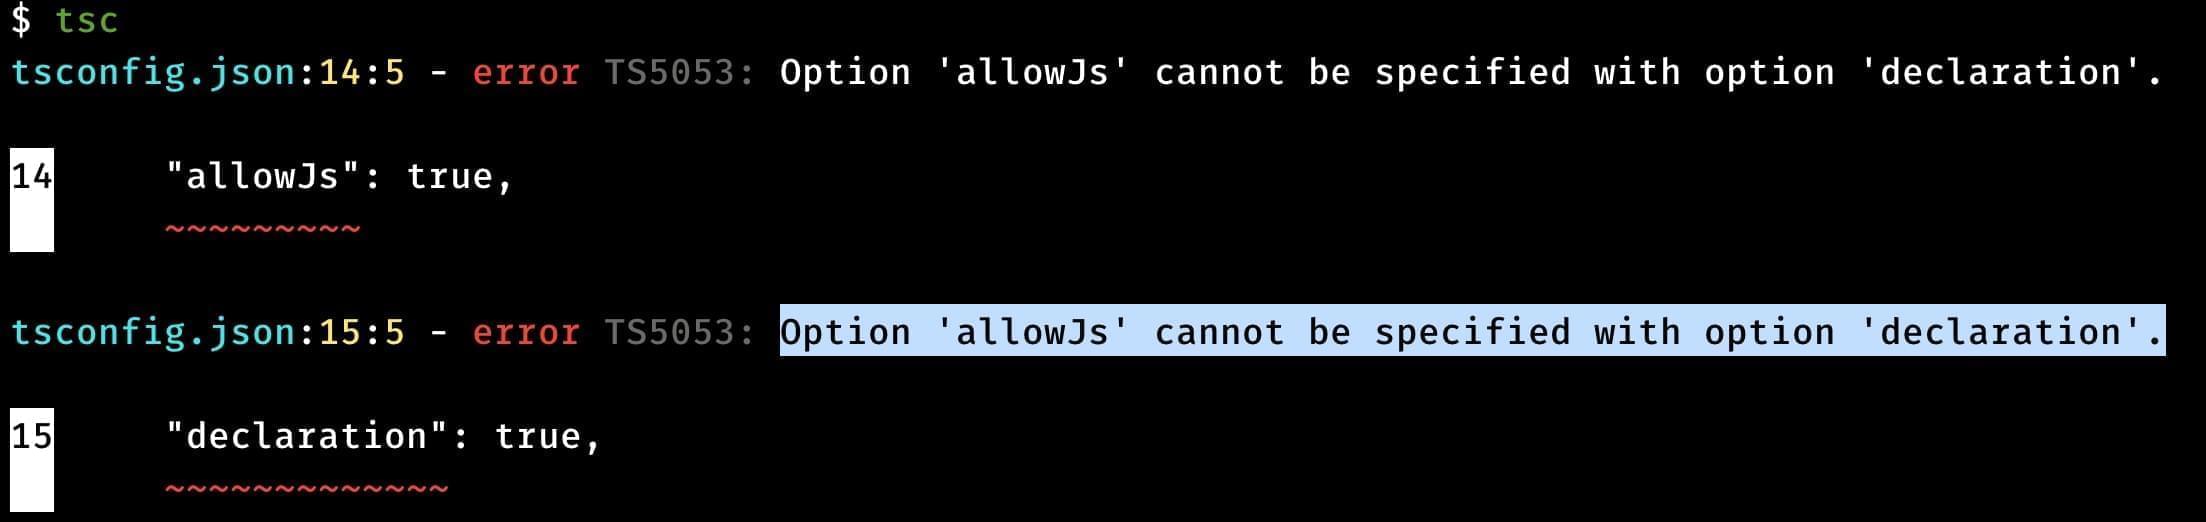 $ tsc
tsconfig.json:14:5 - error TS5053: Option 'allowJs' cannot be specified with option 'declaration'.
14     "allowJs": true,
       ~~~~~~~~~
tsconfig.json:15:5 - error TS5053: Option 'allowJs' cannot be specified with option 'declaration'.
15     "declaration": true,
       ~~~~~~~~~~~~~